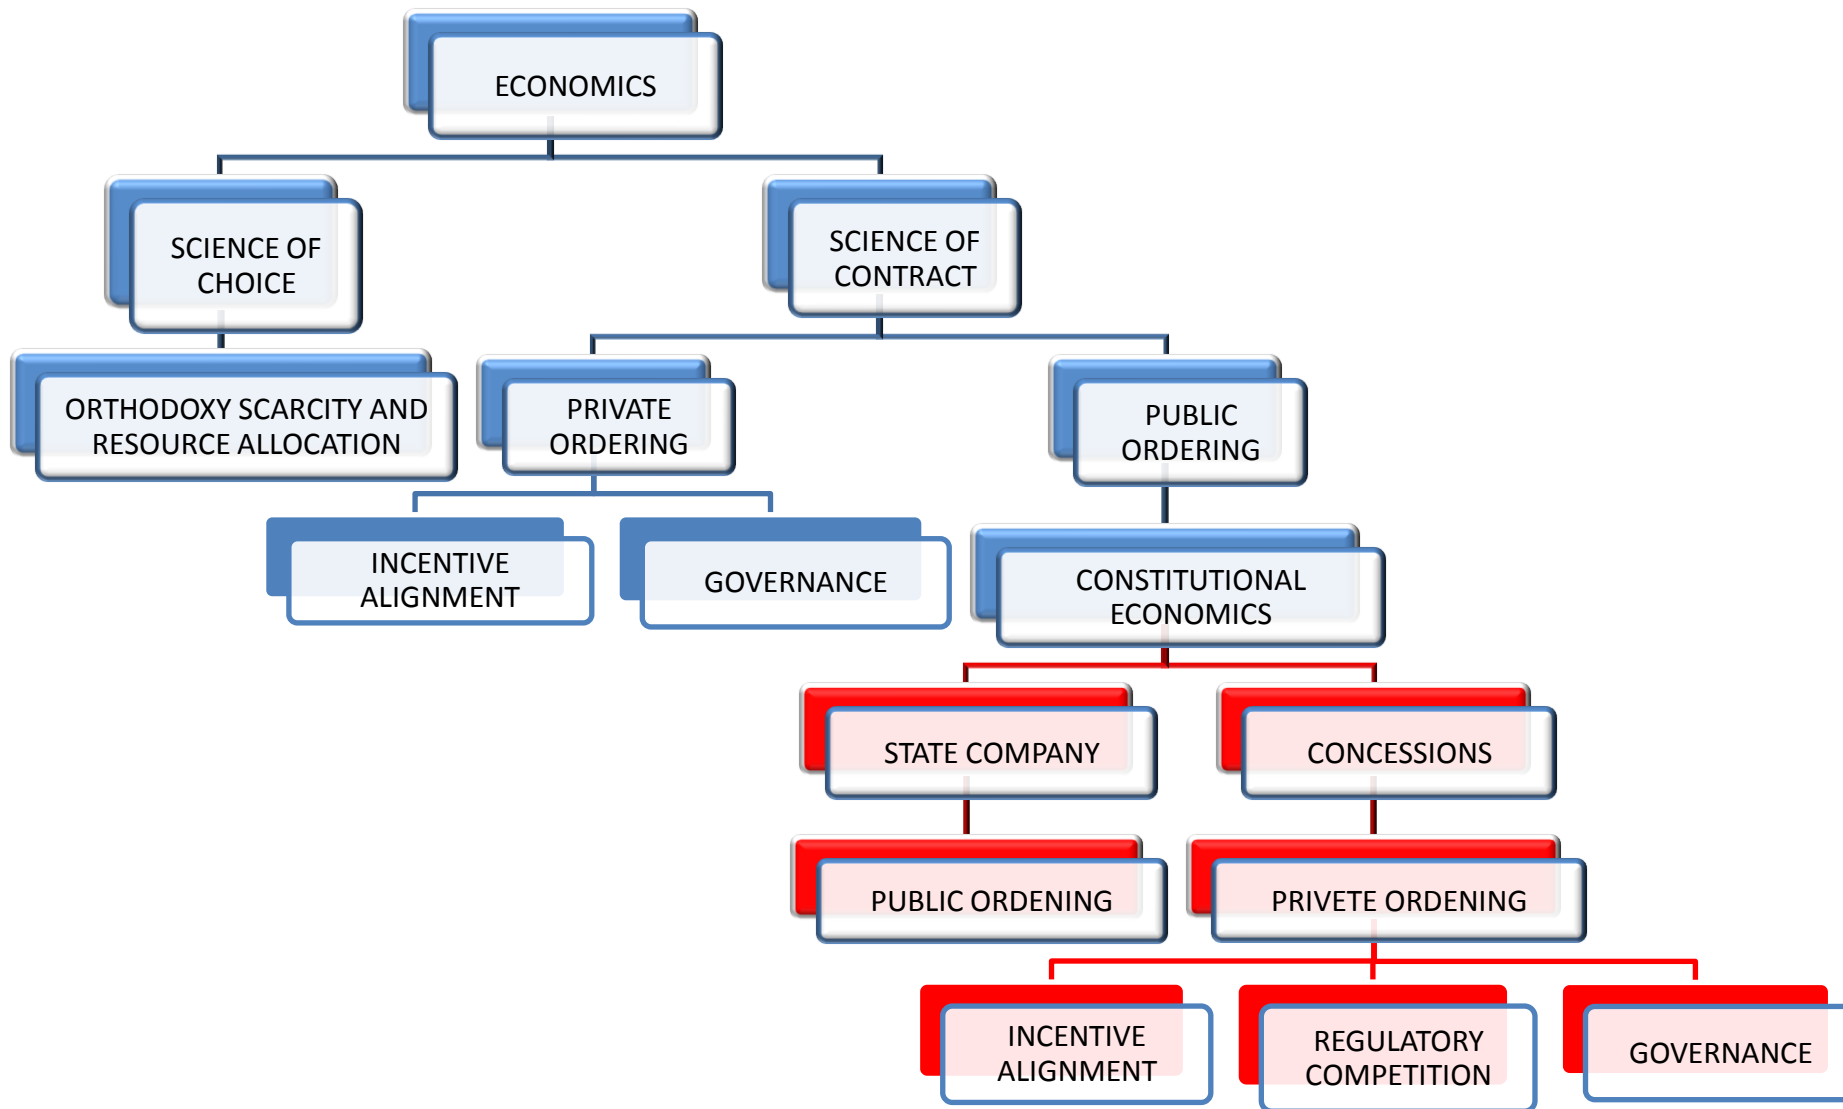 ECONOMICS
SCIENCE OF
CHOICE
SCIENCE OF
CONTRACT
ORTHODOXY SCARCITY AND
RESOURCE ALLOCATION
PRIVATE
ORDERING
PUBLIC
ORDERING
INCENTIVE
ALIGNMENT
GOVERNANCE
CONSTITUTIONAL
ECONOMICS
STATE COMPANY
CONCESSIONS
PUBLIC ORDENING
PRIVETE ORDENING
INCENTIVE
ALIGNMENT
REGULATORY
COMPETITION
GOVERNANCE